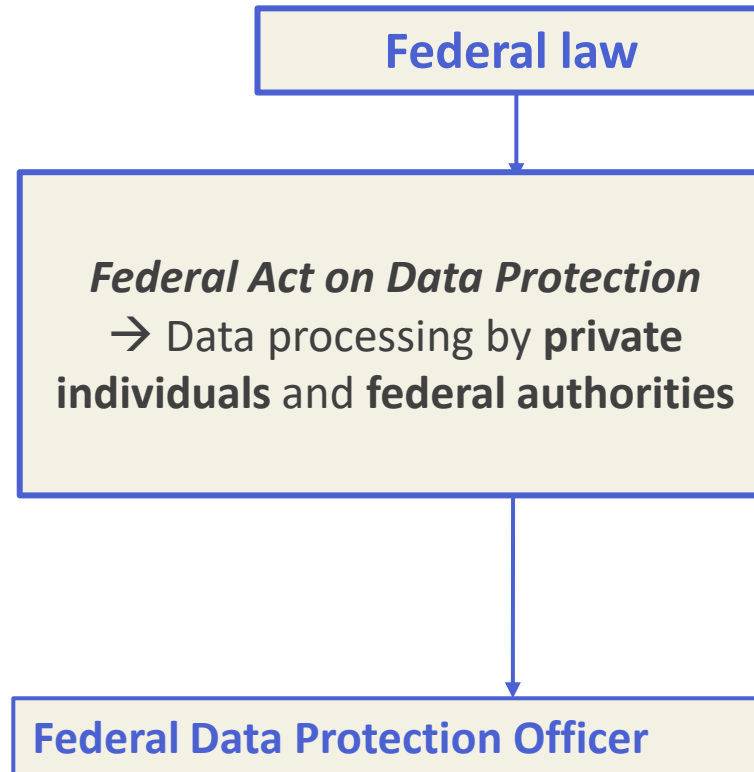 Federal law
Federal Act on Data Protection
→ Data processing by private
individuals and federal authorities
Federal Data Protection Officer